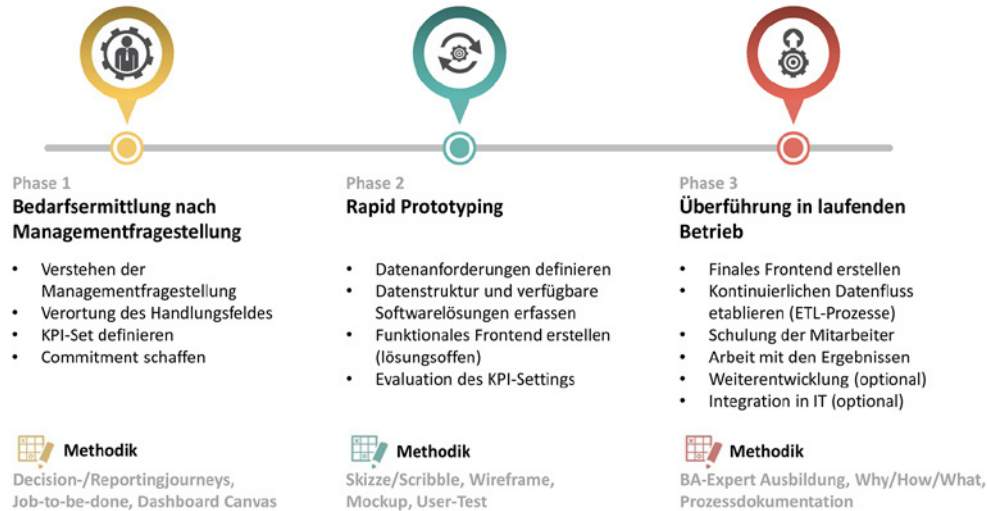 Phase 1
Bedarfsermittlung nach
Managementfragestellung
• Verstehen der
Managementfragestellung
• Verortung des Handlungsfeldes
• KPI-Set definieren
• Commitment schaffen
Methodik
Decision-/Reportingjourneys,
Job-to-be-done, Dashboard Canvas
Phase 2
Rapid Prototyping
• Datenanforderungen definieren
• Datenstruktur und verfügbare
Softwarelösungen erfassen
• Funktionales Frontend erstellen
(lösungsoffen)
• Evaluation des KPI-Settings
Methodik
Skizze/Scribble, Wireframe,
Mockup, User-Test
Phase 3
Überführung in laufenden
Betrieb
• Finales Frontend erstellen
• Kontinuierlichen Datenfluss
etablieren (ETL-Prozesse)
• Schulung der Mitarbeiter
• Arbeit mit den Ergebnissen
• Weiterentwicklung (optional)
• Integration in IT (optional)
Methodik
BA-Expert Ausbildung, Why/How/What,
Prozessdokumentation